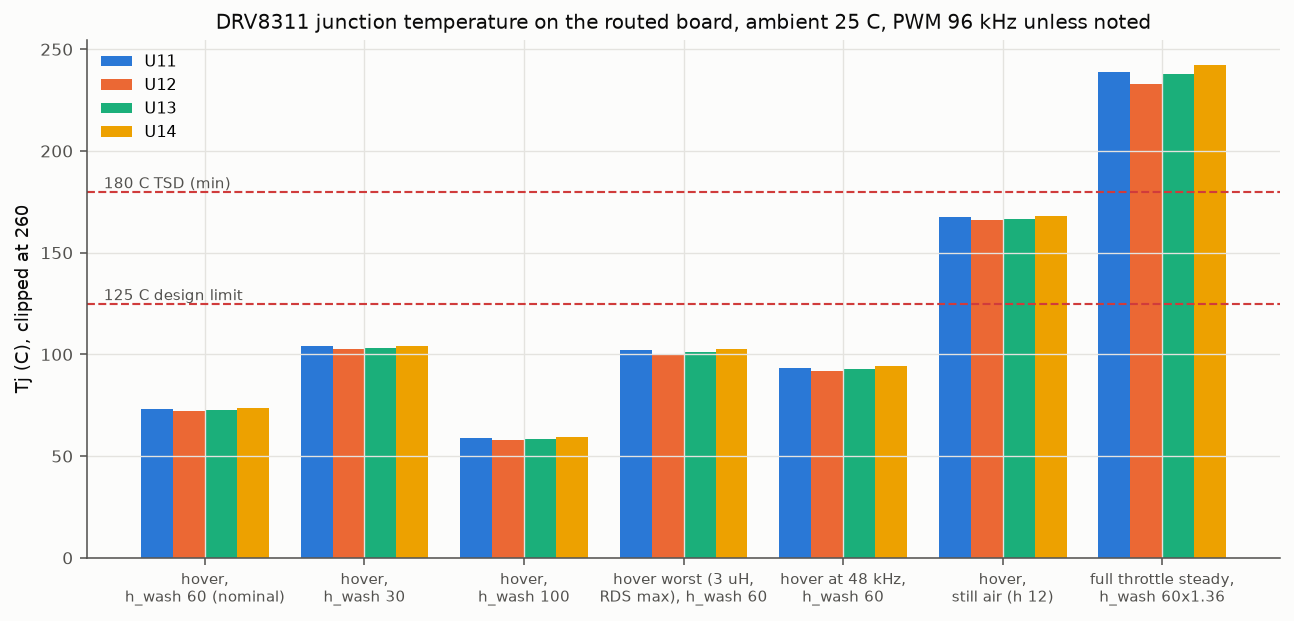 DRV8311 junction temperature on the routed board, ambient 25 C, PWM 96 kHz unless noted
Tj (C), clipped at 260
250
200
150
100
50
0
U11
U12
U13
U14
180 C TSD (min)
125 C design limit
hover,
h_wash 60 (nominal)
hover,
h_wash 30
hover,
h_wash 100
hover worst (3 uH,
RDS max), h_wash 60
hover at 48 kHz,
h_wash 60
hover,
still air (h 12)
full throttle steady,
h_wash 60x1.36